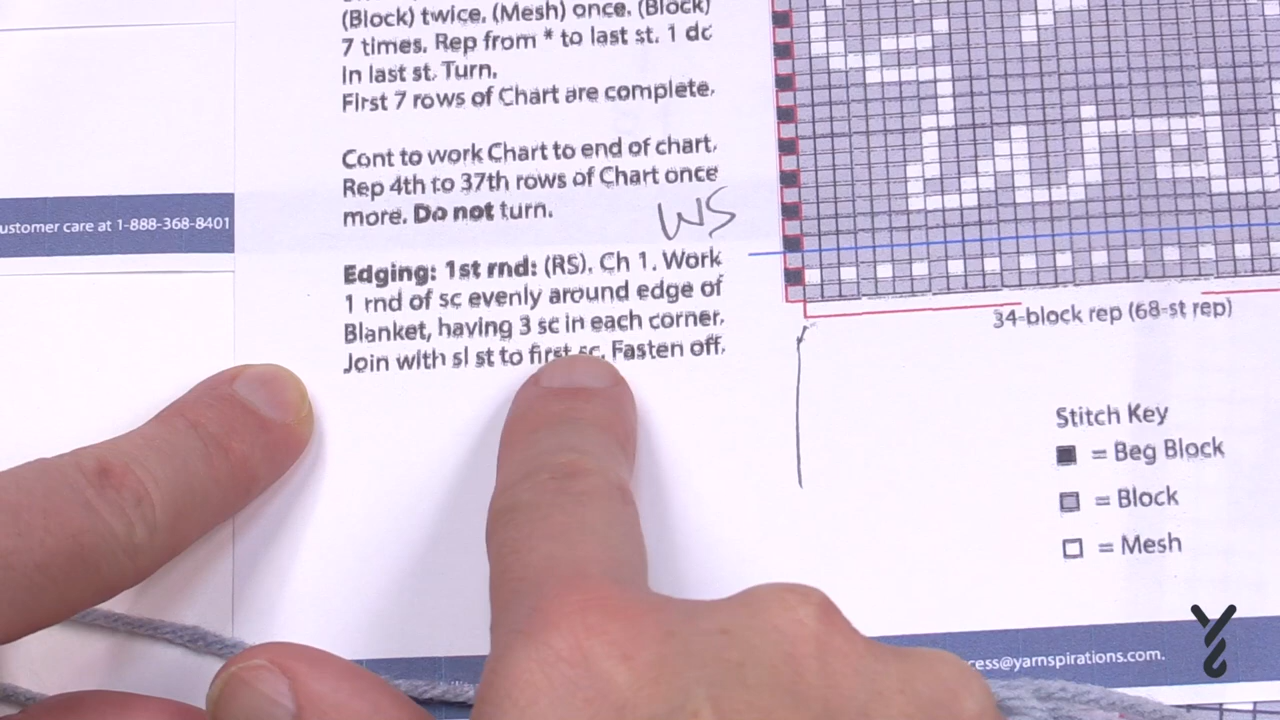 (Block) twice. (Mesh) once. (Block)
7 times. Rep from * to last st. 1 dc
in last st. Turn.
First 7 rows of Chart are complete.
Cont to work Chart to end of chart.
Rep 4th to 37th rows of Chart once
more. Do not turn.
WS
Edging: 1st rnd: (RS). Ch 1. Work
1 rnd of sc evenly around edge of
Blanket, having 3 sc in each corner.
Join with sl st to first sc. Fasten off.
ustomer care at 1-888-368-8401
34-block rep (68-st rep)
Stitch Key
= Beg Block
= Block
= Mesh
cess@yarnspirations.com.